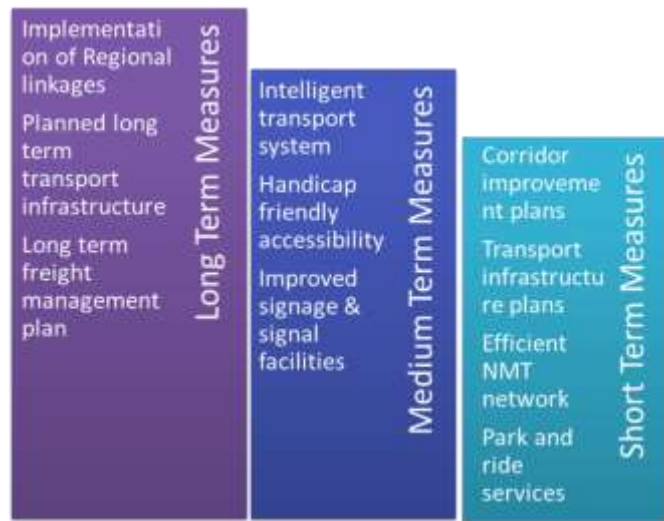 Implementati
on of Regional
linkages
Planned long
term
transport
infrastructure
Long term
freight
management
plan
Long Term Measures
Intelligent
transport
system
Handicap
friendly
accessibility
Improved
signage &
signal
facilities
Medium Term Measures
Corridor
improveme
nt plans
Transport
infrastructu
re plans
Efficient
NMT
network
Park and
ride
services
Short Term Measures